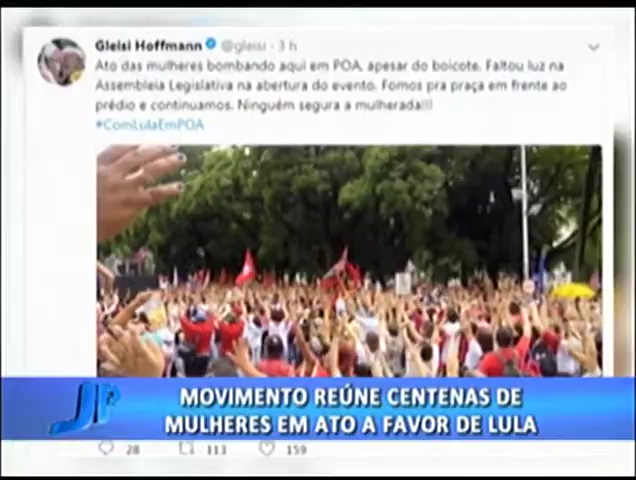 Gleisi Hoffmann @gleisi · 3 h
Ato das mulheres bombando aqui em POA, apesar do boicote. Faltou luz na
Assembleia Legislativa na abertura do evento. Fomos pra praça em frente ao
prédio e continuamos. Ninguém segura a mulherada!!!
#ComLulaEmPOA
JP
MOVIMENTO REÚNE CENTENAS DE
MULHERES EM ATO A FAVOR DE LULA
28 113 159